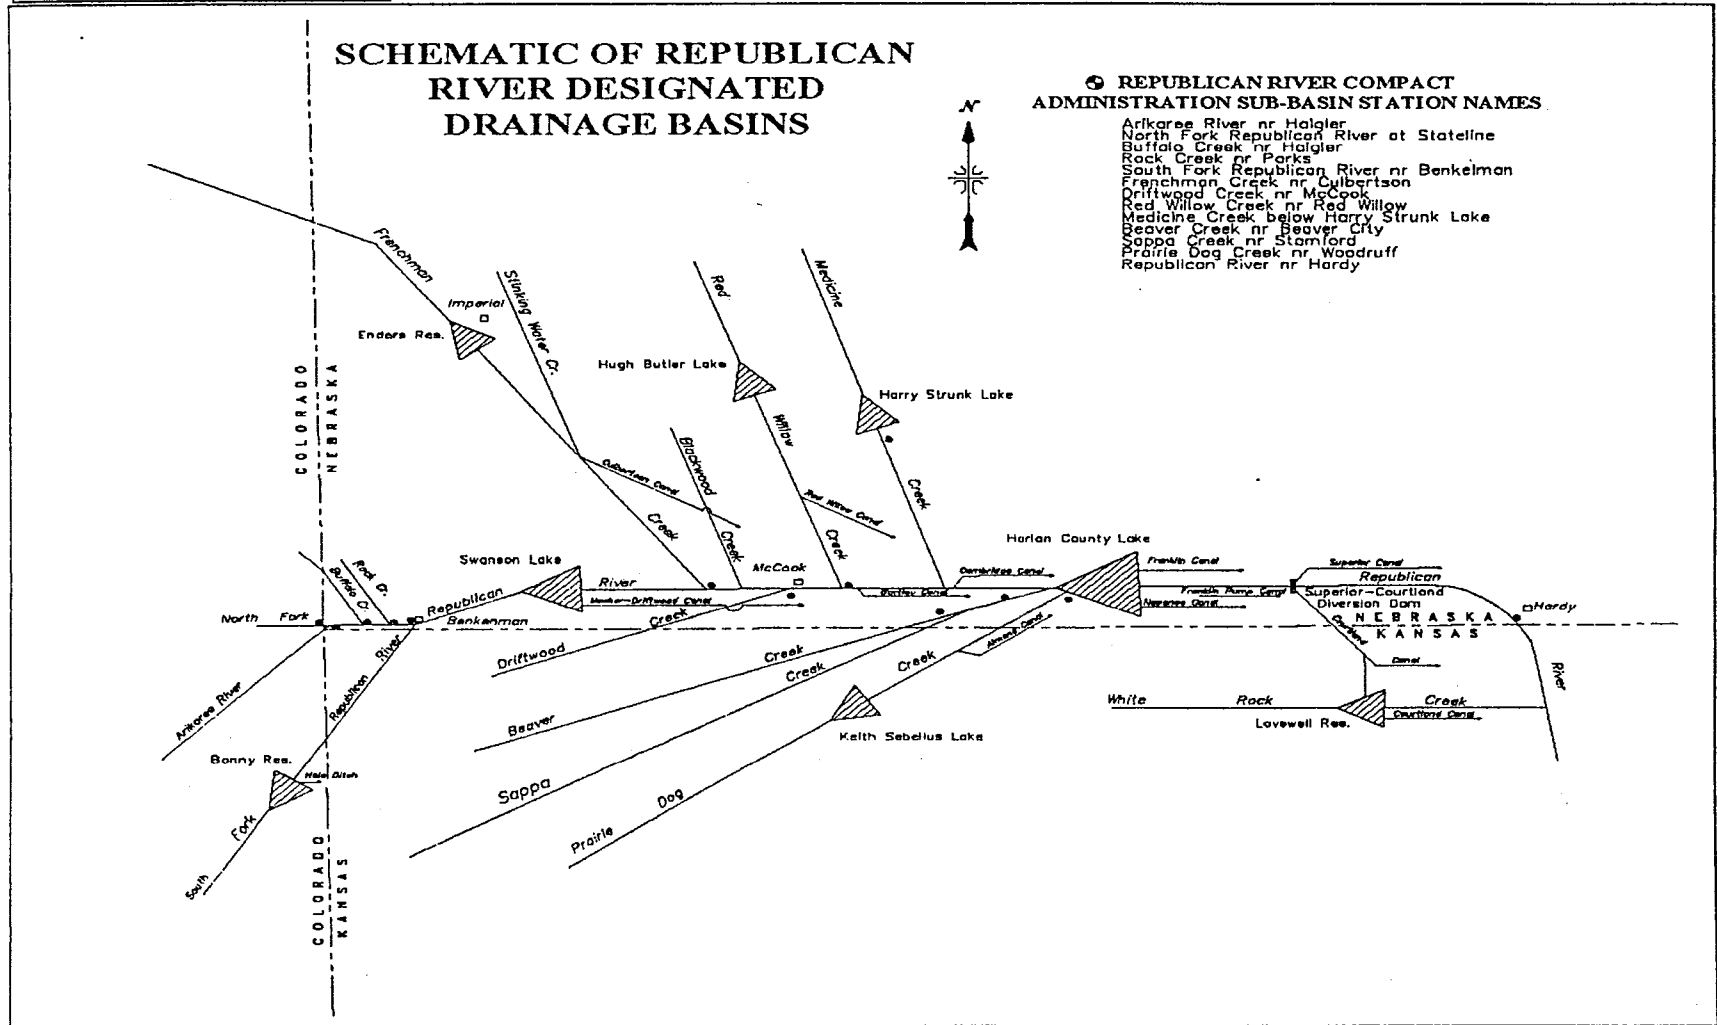 SCHEMATIC OF REPUBLICAN
RIVER DESIGNATED
DRAINAGE BASINS
N
REPUBLICAN RIVER COMPACT
ADMINISTRATION SUB-BASIN STATION NAMES
Arikaree River nr Haigler
North Fork Republican River at Stateline
Buffalo Creek nr Haigler
Rock Creek nr Parks
South Fork Republican River nr Benkelman
Frenchman Creek nr Culbertson
Driftwood Creek nr McCook
Red Willow Creek nr Red Willow
Medicine Creek below Harry Strunk Lake
Beaver Creek nr Beaver City
Sappa Creek nr Stamford
Prairie Dog Creek nr Woodruff
Republican River nr Hardy
Frenchman
Creek
Imperial
Enders Res.
Stinking Water Cr.
Culbertson Canal
Blackwood
Creek
Red
Willow
Creek
Hugh Butler Lake
Red Willow Canal
Medicine
Creek
Harry Strunk Lake
COLORADO
NEBRASKA
Rock Cr.
Buffalo Cr.
North Fork
Republican
River
Swanson Lake
McCook
Meeker-Driftwood Canal
Bartley Canal
Cambridge Canal
Harlan County Lake
Franklin Canal
Franklin Pump Canal
Naponee Canal
Superior Canal
Republican
Superior-Courtland
Diversion Dam
Hardy
NEBRASKA
KANSAS
River
Courtland
Canal
White Rock Creek
Lovewell Res.
Courtland Canal
Benkenman
Driftwood
Creek
Beaver
Creek
Sappa
Creek
Prairie
Dog
Creek
Almena Canal
Keith Sebelius Lake
Arikaree River
South
Fork
Republican
River
Bonny Res.
Hale Ditch
COLORADO
KANSAS